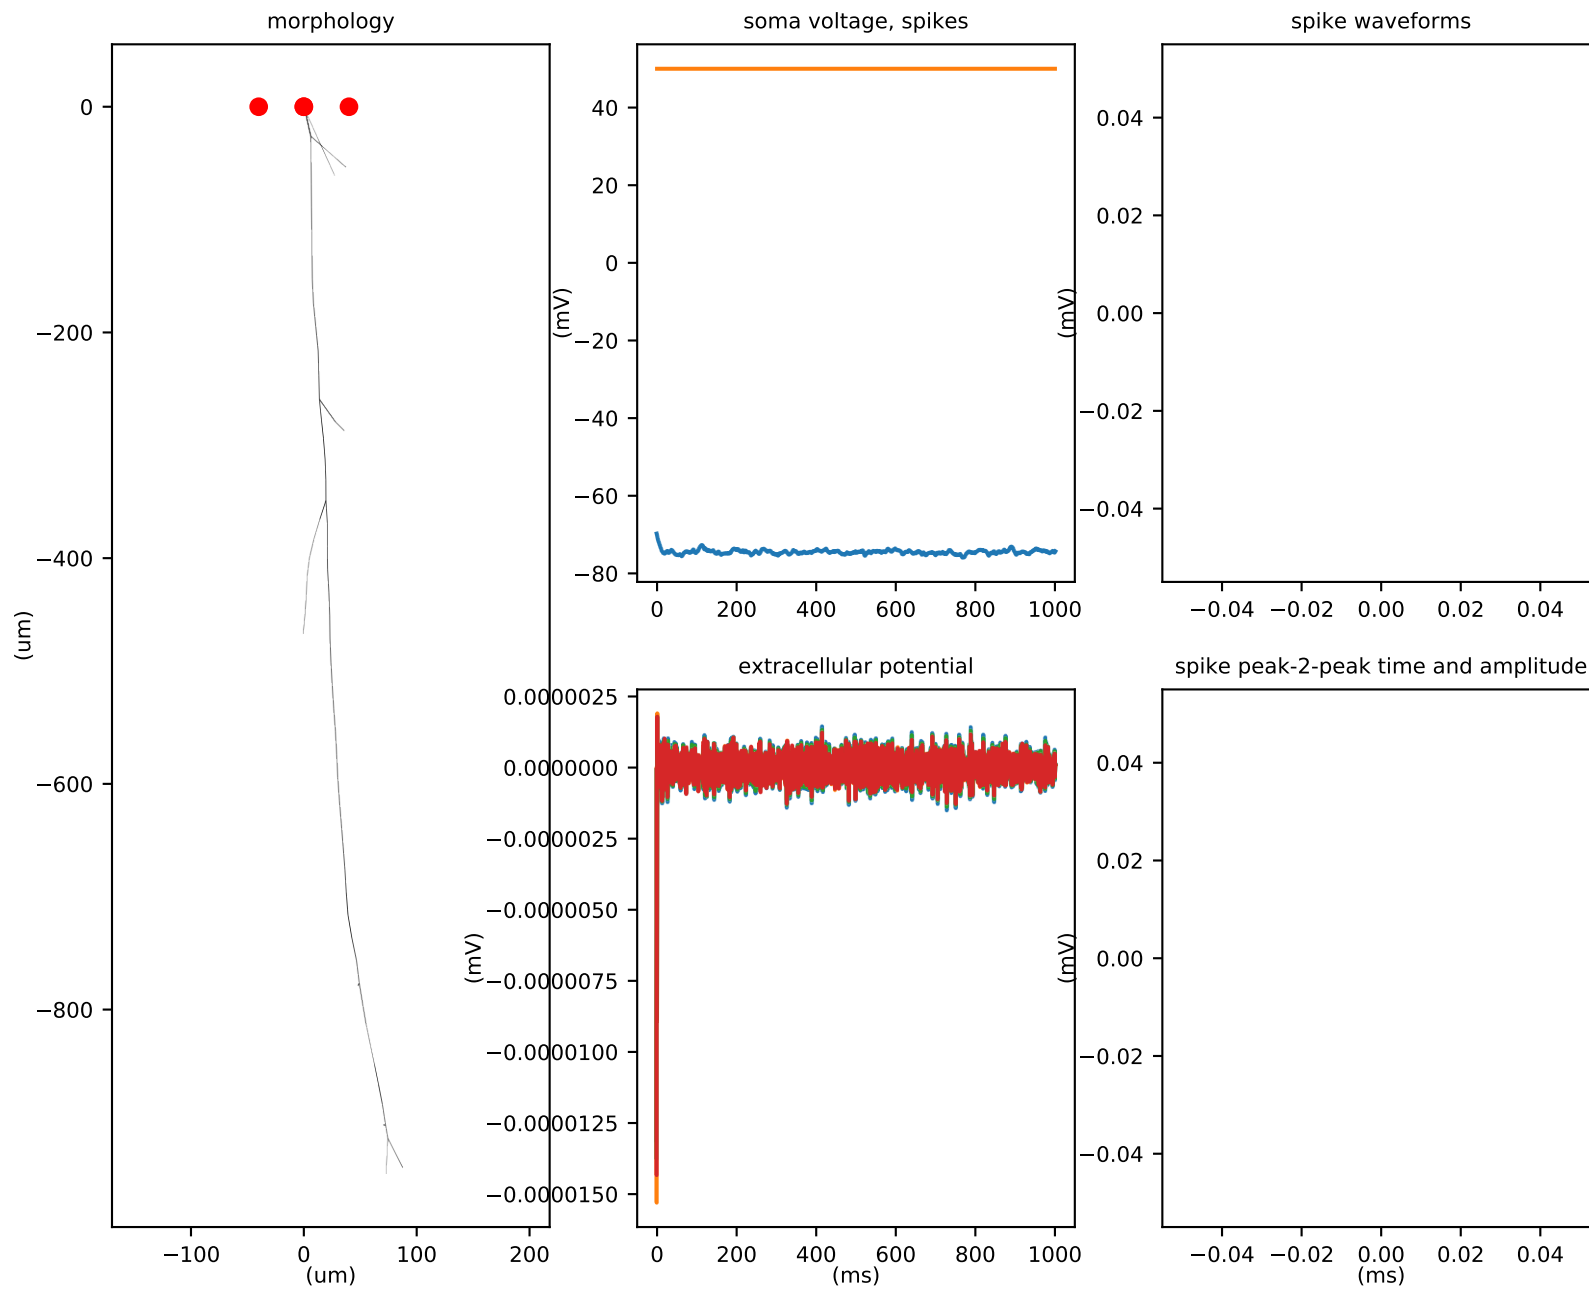 morphology
0
−200
−400
−600
−800
(um)
−100 0 100 200
(um)
soma voltage, spikes
40
20
0
−20
−40
−60
−80
(mV)
0 200 400 600 800 1000
spike waveforms
0.04
0.02
0.00
−0.02
−0.04
(mV)
−0.04 −0.02 0.00 0.02 0.04
extracellular potential
0.0000025
0.0000000
−0.0000025
−0.0000050
−0.0000075
−0.0000100
−0.0000125
−0.0000150
(mV)
0 200 400 600 800 1000
(ms)
spike peak-2-peak time and amplitude
0.04
0.02
0.00
−0.02
−0.04
(mV)
−0.04 −0.02 0.00 0.02 0.04
(ms)